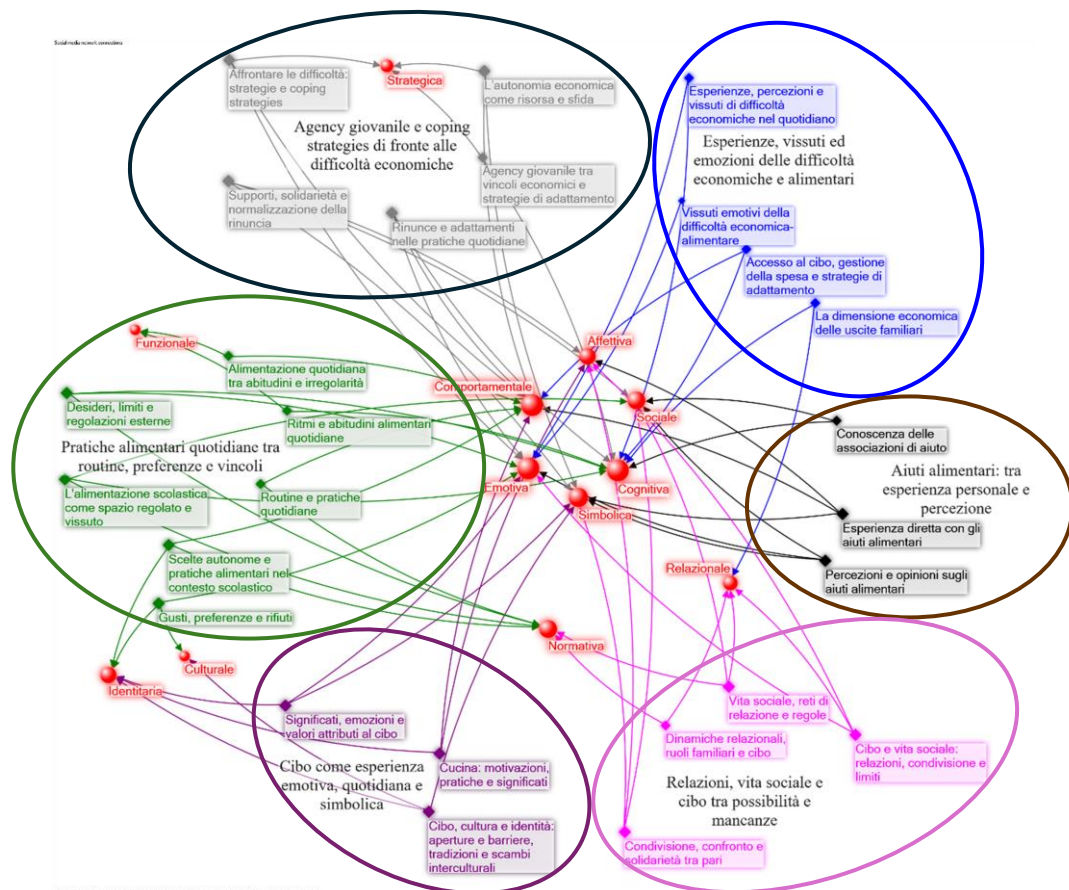 Social media network connections
Affrontare le difficoltà:
strategie e coping
strategies
Strategica
L'autonomia economica
come risorsa e sfida
Agency giovanile e coping
strategies di fronte alle
difficoltà economiche
Agency giovanile tra
vincoli economici e
strategie di adattamento
Supporti, solidarietà e
normalizzazione della
rinuncia
Rinunce e adattamenti
nelle pratiche quotidiane
Esperienze, percezioni e
vissuti di difficoltà
economiche nel quotidiano
Esperienze, vissuti ed
emozioni delle difficoltà
economiche e alimentari
Vissuti emotivi della
difficoltà economica-
alimentare
Accesso al cibo, gestione
della spesa e strategie di
adattamento
La dimensione economica
delle uscite familiari
Funzionale
Alimentazione quotidiana
tra abitudini e irregolarità
Desideri, limiti e
regolazioni esterne
Ritmi e abitudini alimentari
quotidiane
Pratiche alimentari quotidiane tra
routine, preferenze e vincoli
L'alimentazione scolastica
come spazio regolato e
vissuto
Routine e pratiche
quotidiane
Scelte autonome e
pratiche alimentari nel
contesto scolastico
Gusti, preferenze e rifiuti
Affettiva
Comportamentale
Sociale
Emotiva
Cognitiva
Simbolica
Relazionale
Normativa
Culturale
Identitaria
Conoscenza delle
associazioni di aiuto
Aiuti alimentari: tra
esperienza personale e
percezione
Esperienza diretta con gli
aiuti alimentari
Percezioni e opinioni sugli
aiuti alimentari
Significati, emozioni e
valori attribuiti al cibo
Cucina: motivazioni,
pratiche e significati
Cibo come esperienza
emotiva, quotidiana e
simbolica
Cibo, cultura e identità:
aperture e barriere,
tradizioni e scambi
interculturali
Vita sociale, reti di
relazione e regole
Dinamiche relazionali,
ruoli familiari e cibo
Cibo e vita sociale:
relazioni, condivisione e
limiti
Relazioni, vita sociale e
cibo tra possibilità e
mancanze
Condivisione, confronto e
solidarietà tra pari